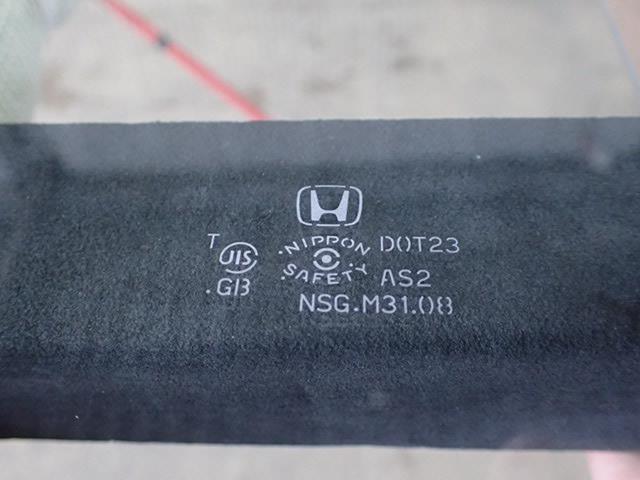 T
JIS
.GB
NIPPON
SAFETY
DOT23
AS2
NSG.M31.08